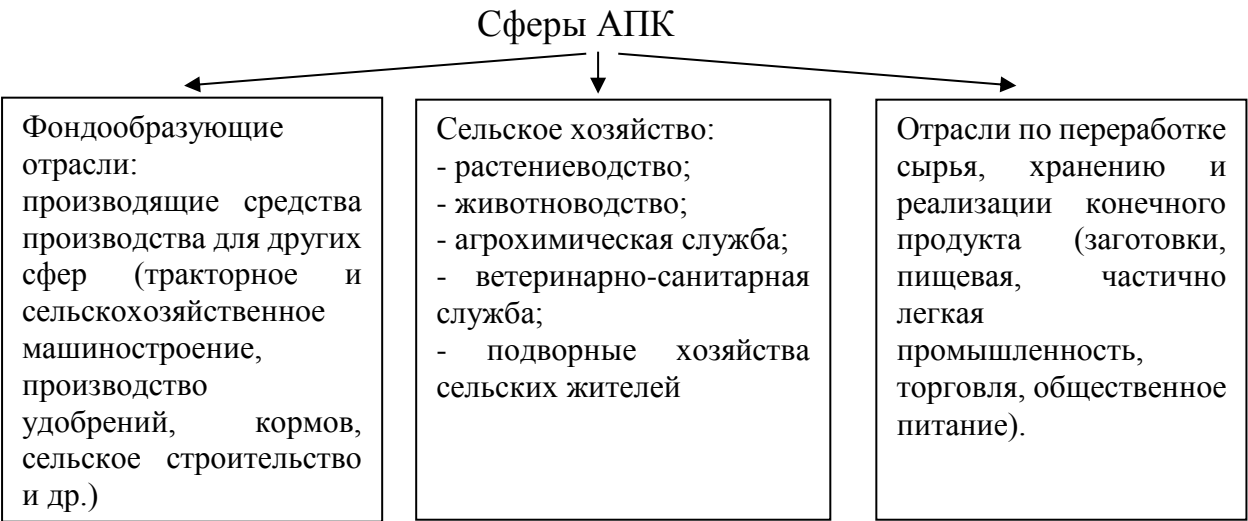 Сферы АПК
Фондообразующие
отрасли:
производящие средства
производства для других
сфер (тракторное и
сельскохозяйственное
машиностроение,
производство
удобрений, кормов,
сельское строительство
и др.)
Сельское хозяйство:
- растениеводство;
- животноводство;
- агрохимическая служба;
- ветеринарно-санитарная
служба;
- подворные хозяйства
сельских жителей
Отрасли по переработке
сырья, хранению и
реализации конечного
продукта (заготовки,
пищевая, частично
легкая
промышленность,
торговля, общественное
питание).